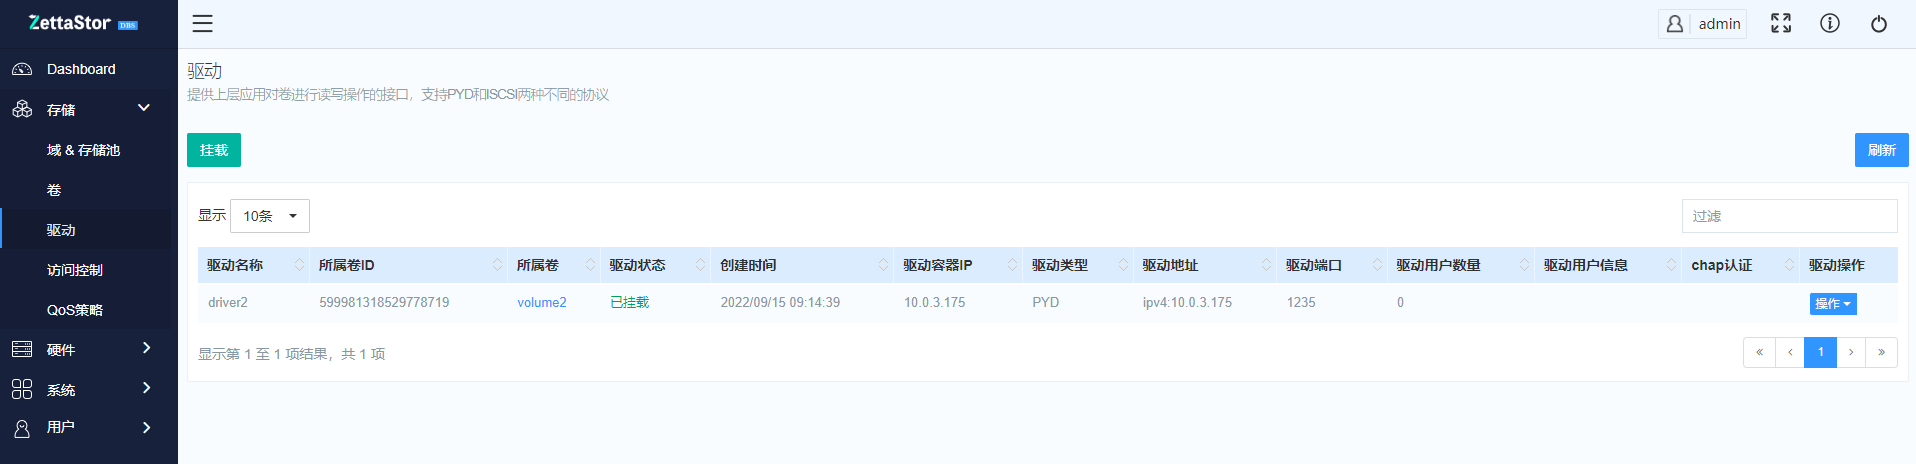 ZettaStor DBS
admin
Dashboard
存储
域 & 存储池
卷
驱动
访问控制
QoS策略
硬件
系统
用户
驱动
提供上层应用对卷进行读写操作的接口，支持PYD和ISCSI两种不同的协议
挂载
刷新
显示 10条
过滤
驱动名称 所属卷ID 所属卷 驱动状态 创建时间 驱动容器IP 驱动类型 驱动地址 驱动端口 驱动用户数量 驱动用户信息 chap认证 驱动操作
driver2 599981318529778719 volume2 已挂载 2022/09/15 09:14:39 10.0.3.175 PYD ipv4:10.0.3.175 1235 0 操作
显示第 1 至 1 项结果，共 1 项
« ‹ 1 › »